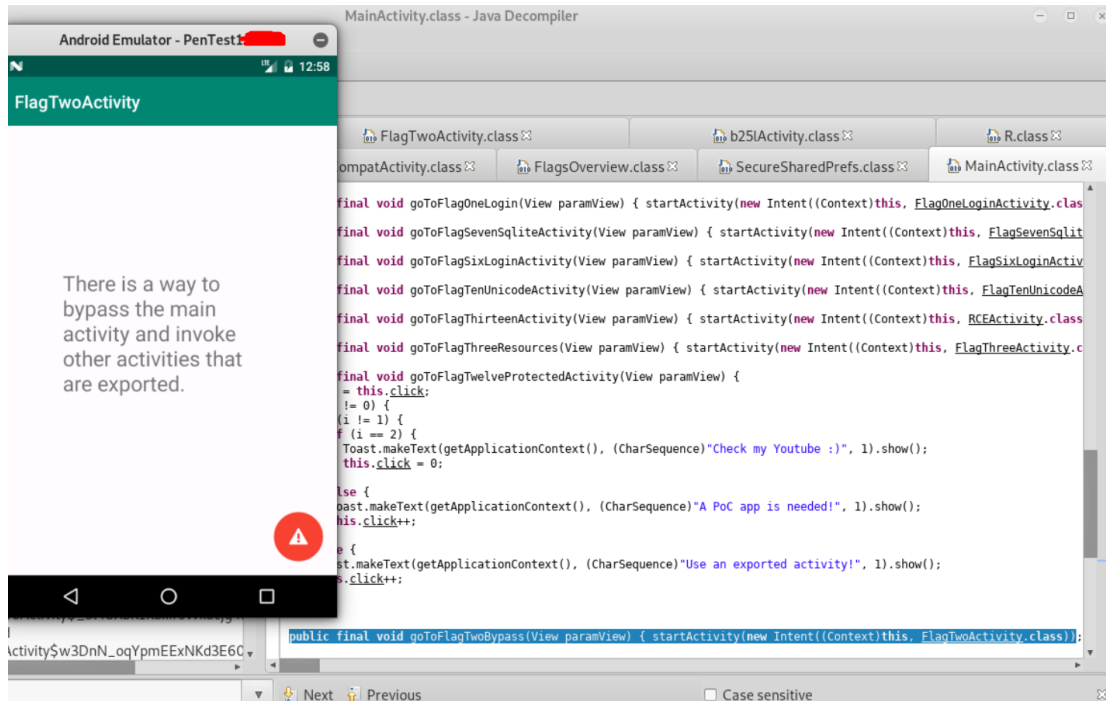 MainActivity.class - Java Decompiler
Android Emulator - PenTest1
LTE 12:58
FlagTwoActivity
There is a way to
bypass the main
activity and invoke
other activities that
are exported.
FlagTwoActivity.class
b25lActivity.class
R.class
ompatActivity.class
FlagsOverview.class
SecureSharedPrefs.class
MainActivity.class
final void goToFlagOneLogin(View paramView) { startActivity(new Intent((Context)this, FlagOneLoginActivity.clas
final void goToFlagSevenSqliteActivity(View paramView) { startActivity(new Intent((Context)this, FlagSevenSqlit
final void goToFlagSixLoginActivity(View paramView) { startActivity(new Intent((Context)this, FlagSixLoginActiv
final void goToFlagTenUnicodeActivity(View paramView) { startActivity(new Intent((Context)this, FlagTenUnicodeA
final void goToFlagThirteenActivity(View paramView) { startActivity(new Intent((Context)this, RCEActivity.class
final void goToFlagThreeResources(View paramView) { startActivity(new Intent((Context)this, FlagThreeActivity.c
final void goToFlagTwelveProtectedActivity(View paramView) {
= this.click;
!= 0) {
(i != 1) {
f (i == 2) {
Toast.makeText(getApplicationContext(), (CharSequence)"Check my Youtube :)", 1).show();
this.click = 0;
lse {
oast.makeText(getApplicationContext(), (CharSequence)"A PoC app is needed!", 1).show();
his.click++;
e {
st.makeText(getApplicationContext(), (CharSequence)"Use an exported activity!", 1).show();
s.click++;
public final void goToFlagTwoBypass(View paramView) { startActivity(new Intent((Context)this, FlagTwoActivity.class));
Activity$w3DnN_oqYpmEExNKd3E6
Next
Previous
Case sensitive